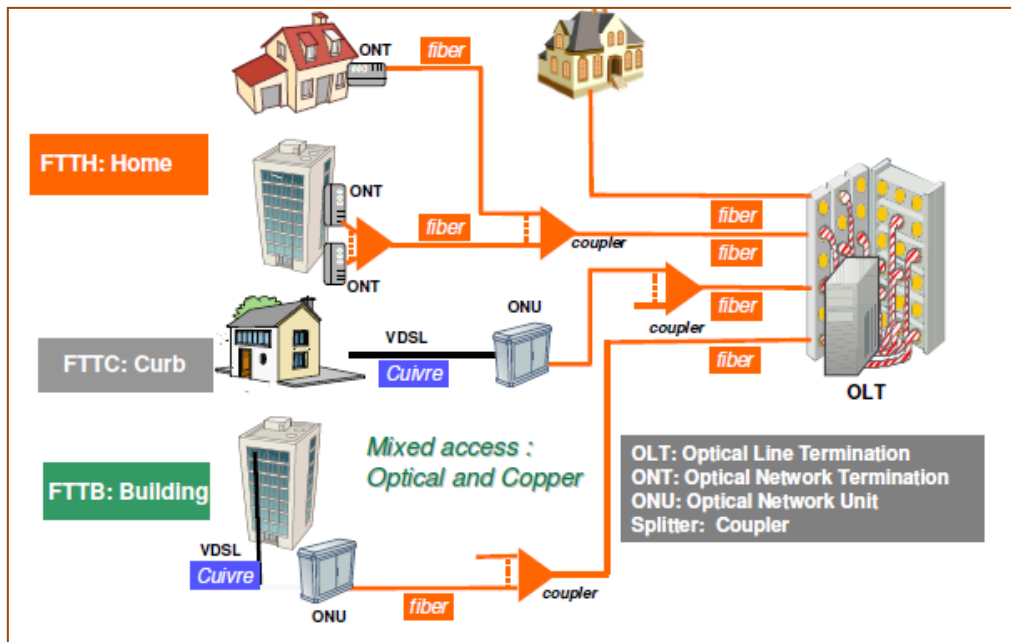 ONT
fiber
FTTH: Home
ONT
fiber
fiber
coupler
fiber
ONT
ONU
fiber
coupler
VDSL
FTTC: Curb
Cuivre
fiber
OLT
Mixed access :
Optical and Copper
OLT: Optical Line Termination
ONT: Optical Network Termination
ONU: Optical Network Unit
Splitter: Coupler
FTTB: Building
VDSL
Cuivre
coupler
fiber
ONU